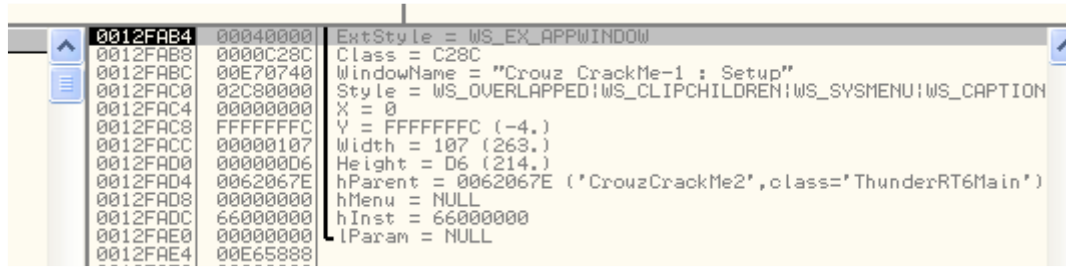 0012FAB4 00040000 ExtStyle = WS_EX_APPWINDOW
0012FAB8 0000C28C Class = C28C
0012FABC 00E70740 WindowName = "Crouz CrackMe-1 : Setup"
0012FAC0 02C80000 Style = WS_OVERLAPPED|WS_CLIPCHILDREN|WS_SYSMENU|WS_CAPTION
0012FAC4 00000000 X = 0
0012FAC8 FFFFFFFC Y = FFFFFFFC (-4.)
0012FACC 00000107 Width = 107 (263.)
0012FAD0 000000D6 Height = D6 (214.)
0012FAD4 0062067E hParent = 0062067E ('CrouzCrackMe2',class='ThunderRT6Main')
0012FAD8 00000000 hMenu = NULL
0012FADC 66000000 hInst = 66000000
0012FAE0 00000000 lParam = NULL
0012FAE4 00E65888